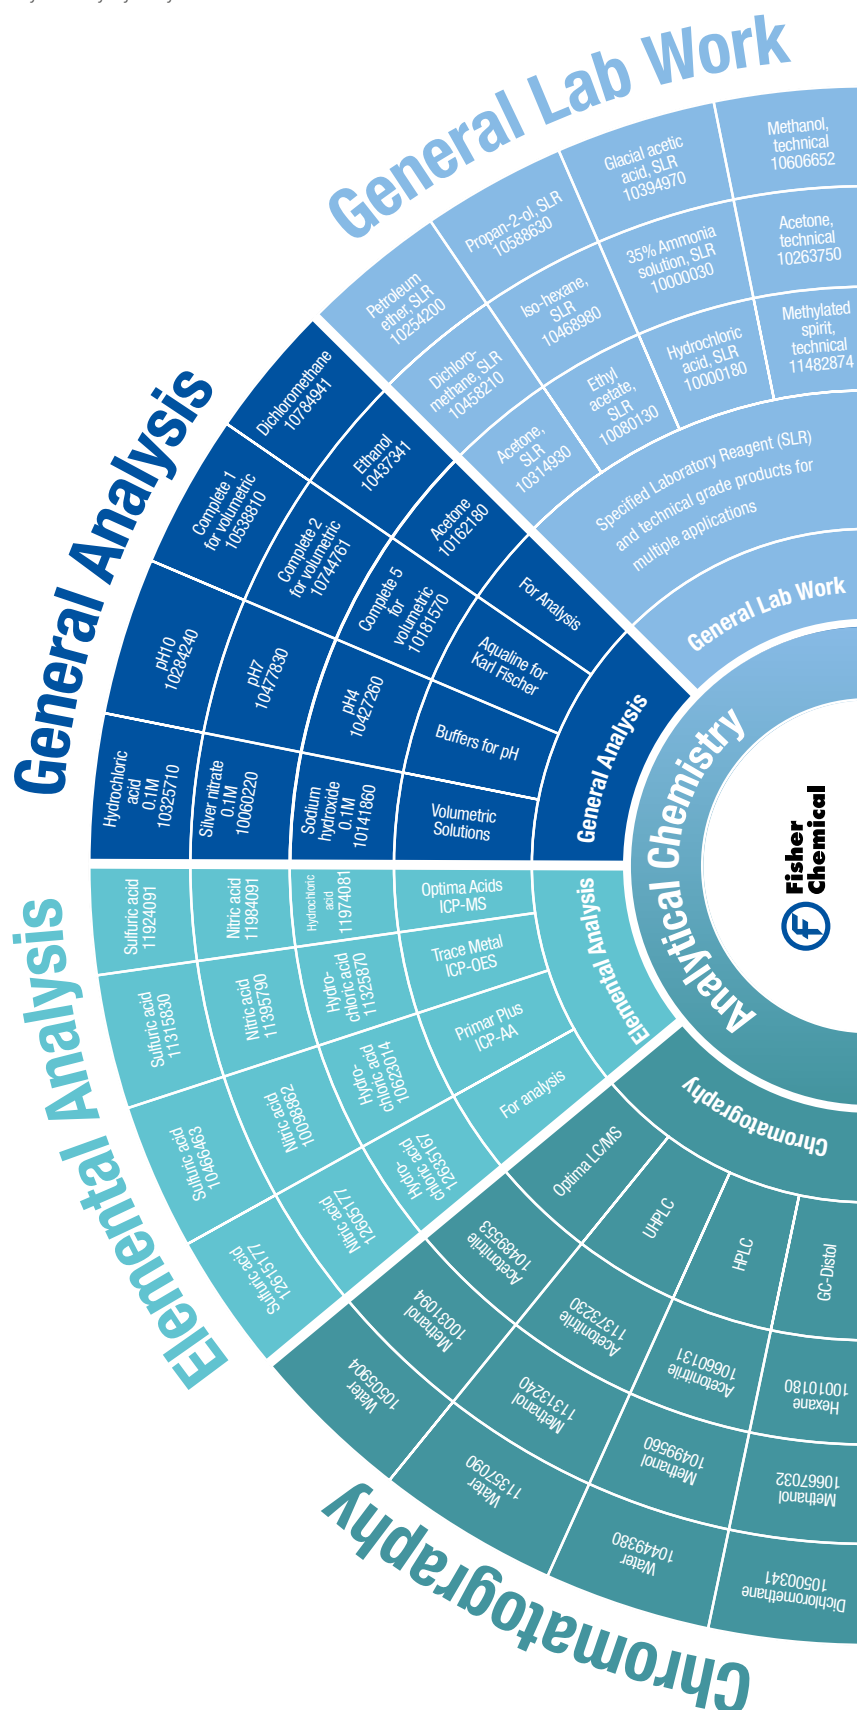 General Lab Work
Methanol,
technical
10606652
Glacial acetic
acid, SLR
10394970
Propan-2-ol, SLR
10588630
Petroleum
ether, SLR
10254200
Acetone,
technical
10263750
35% Ammonia
solution, SLR
10000030
Iso-hexane,
SLR
10468980
Dichloro-
methane, SLR
10458210
Methylated
spirit,
technical
11482874
Hydrochloric
acid, SLR
10000180
Ethyl
acetate,
SLR
10080130
Acetone,
SLR
10314930
Specified Laboratory Reagent (SLR)
and technical grade products for
multiple applications
General Lab Work
General Analysis
Dichloromethane
10784941
Ethanol
10437341
Acetone
10162180
For Analysis
Complete 1
for volumetric
10538810
Complete 2
for volumetric
10744761
Complete 5
for
volumetric
10181570
Aqualine for
Karl Fischer
pH10
10284240
pH7
10477830
pH4
10427260
Buffers for pH
Hydrochloric
acid
0.1M
10325710
Silver nitrate
0.1M
10060220
Sodium
hydroxide
0.1M
10141860
Volumetric
Solutions
General Analysis
Analytical Chemistry
Fisher
Chemical
Elemental Analysis
Sulfuric acid
11924091
Nitric acid
11984091
Hydrochloric
acid
11974081
Optima Acids
ICP-MS
Sulfuric acid
11315830
Nitric acid
11395790
Hydro-
chloric acid
11325870
Trace Metal
ICP-OES
Sulfuric acid
10466463
Nitric acid
10098862
Hydro-
chloric acid
10623014
Primar Plus
ICP-AA
Sulfuric acid
12615177
Nitric acid
12605177
Hydro-
chloric acid
12635167
For analysis
Elemental Analysis
Chromatography
Optima LC/MS
Acetonitrile
10489553
Methanol
10031094
Water
10505904
UHPLC
Acetonitrile
11373230
Methanol
11313240
Water
11357090
HPLC
Acetonitrile
10660131
Methanol
10499560
Water
10449380
GC-Distol
Hexane
10010180
Methanol
10667032
Dichloromethane
10500341
Chromatography